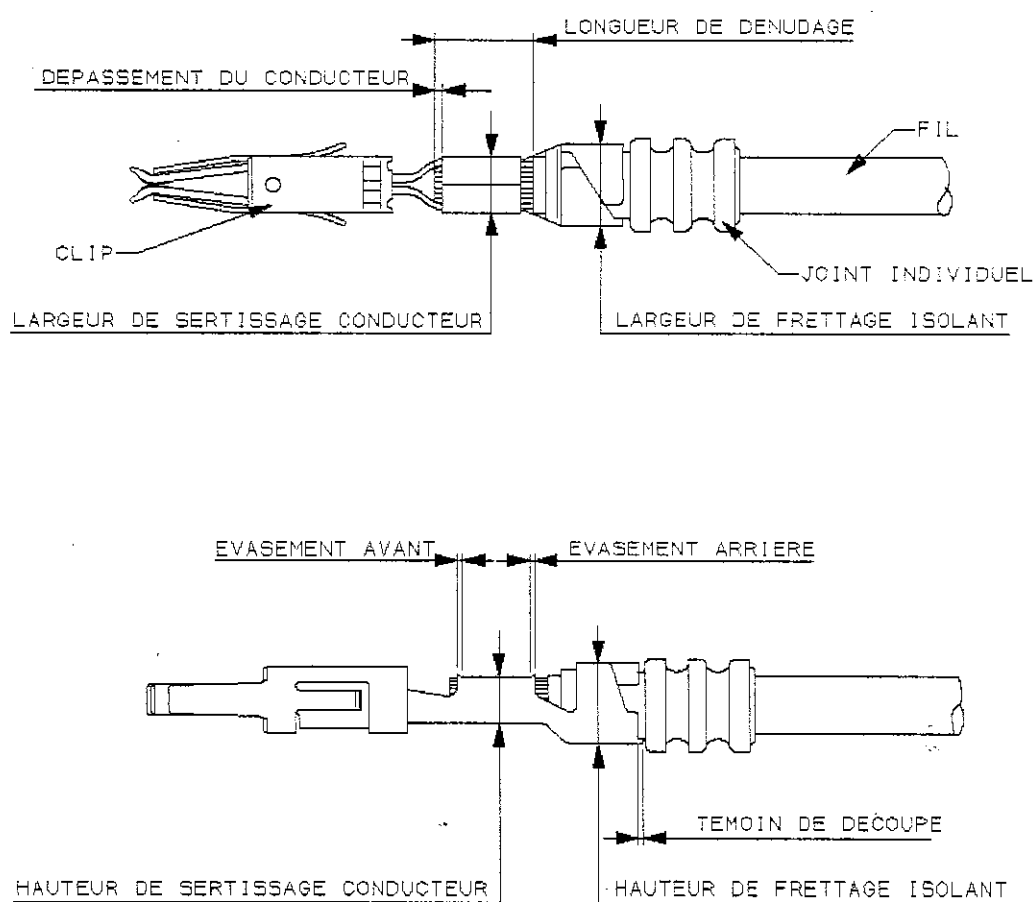 LONGUEUR DE DENUDAGE
DEPASSEMENT DU CONDUCTEUR
FIL
CLIP
JOINT INDIVIDUEL
LARGEUR DE SERTISSAGE CONDUCTEUR
LARGEUR DE FRETTAGE ISOLANT
EVASEMENT AVANT
EVASEMENT ARRIERE
TEMOIN DE DECOUPE
HAUTEUR DE SERTISSAGE CONDUCTEUR
HAUTEUR DE FRETTAGE ISOLANT